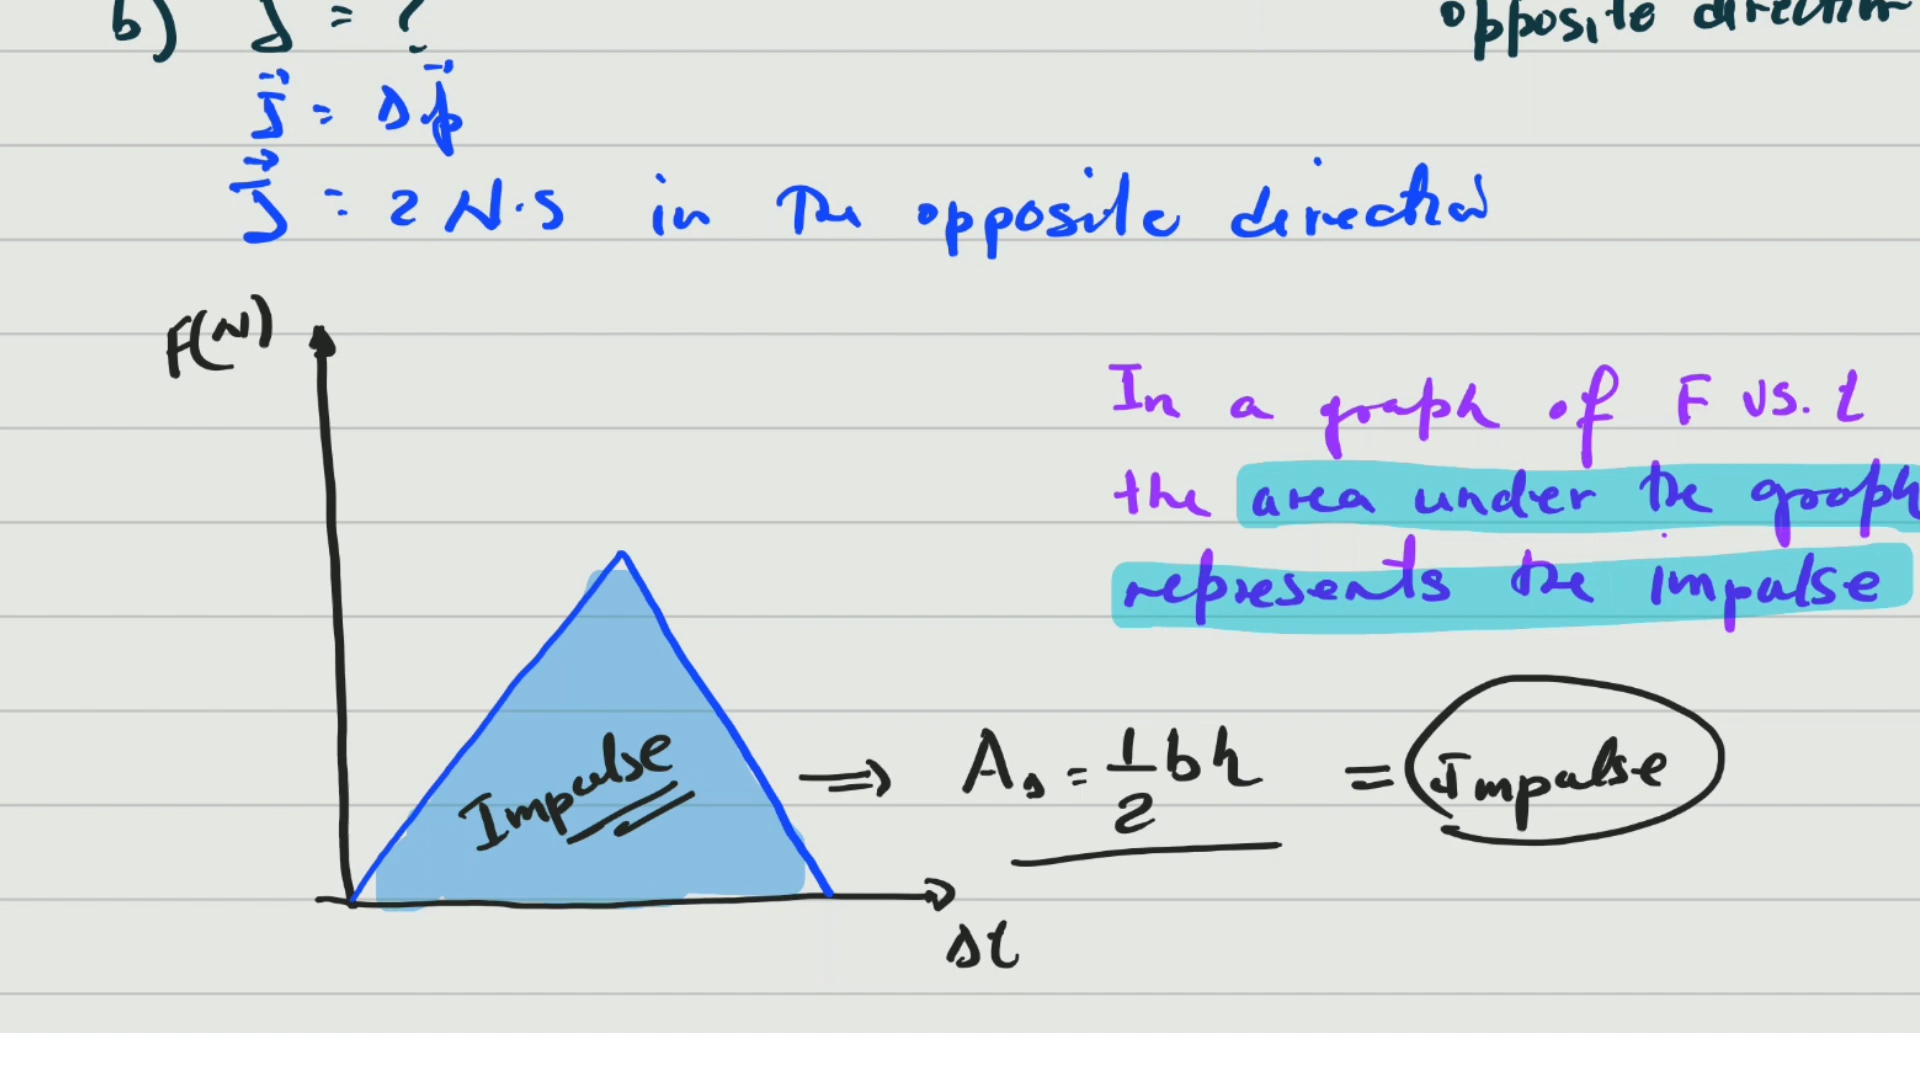 b) J = ?
opposite direction
J⃗ = Δp⃗
J⃗ = 2 N·s in the opposite direction
F(N)
In a graph of F vs. t
the area under the graph
represents the impulse
Impulse
⇒ A_Δ = 1/2 bh = Impulse
Δt